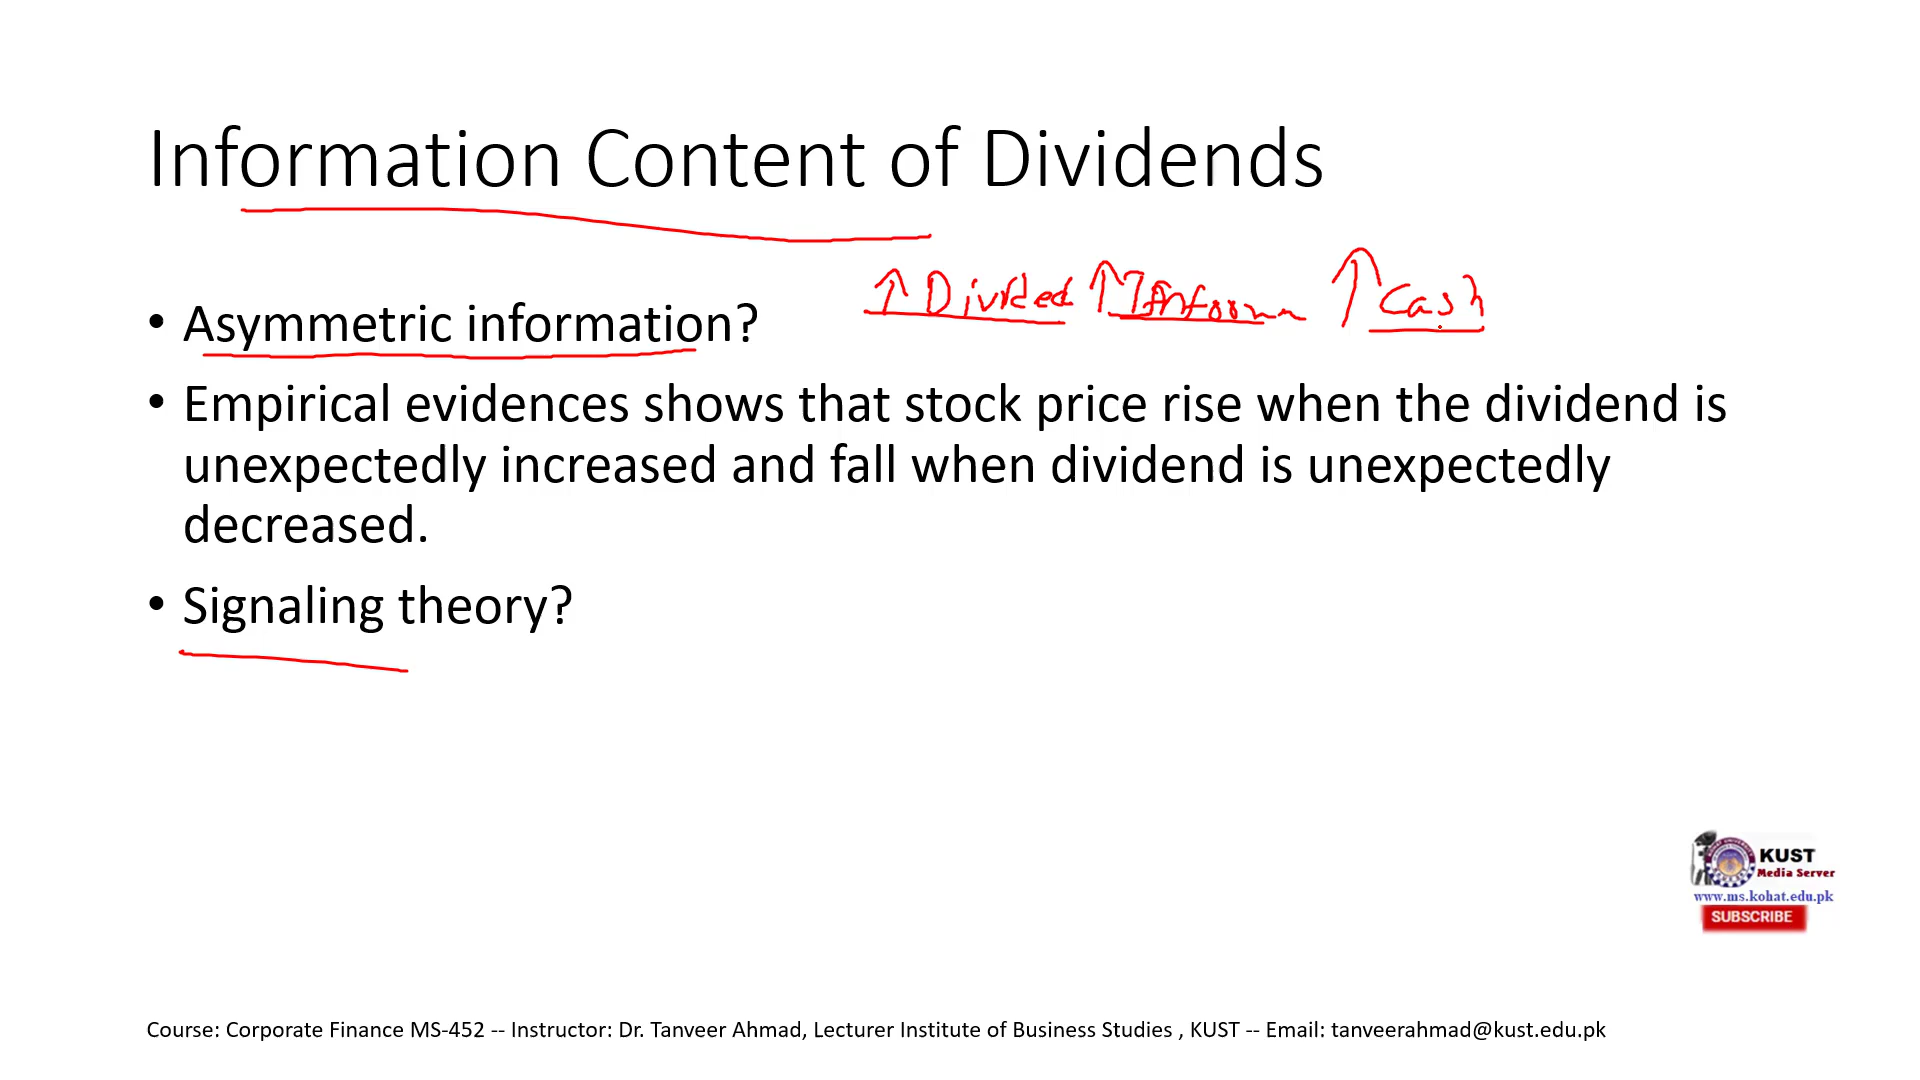 Information Content of Dividends
↑ Divided ↑ ↑ Cash
• Asymmetric information?
• Empirical evidences shows that stock price rise when the dividend is
unexpectedly increased and fall when dividend is unexpectedly
decreased.
• Signaling theory?
KUST
Media Server
www.ms.kohat.edu.pk
SUBSCRIBE
Course: Corporate Finance MS-452 -- Instructor: Dr. Tanveer Ahmad, Lecturer Institute of Business Studies , KUST -- Email: tanveerahmad@kust.edu.pk